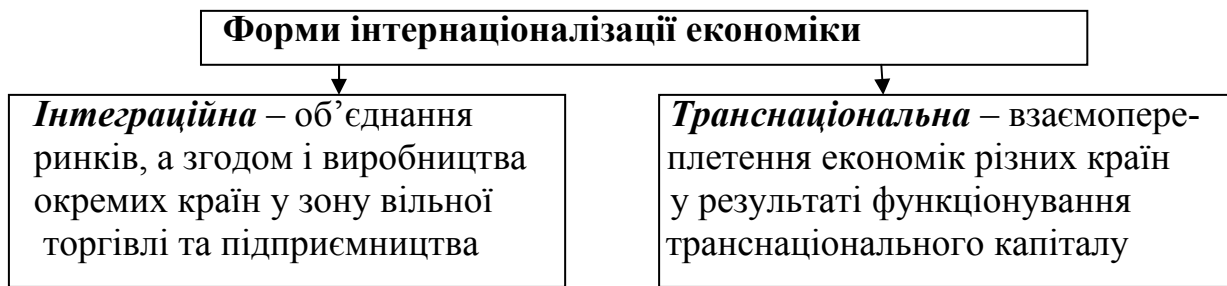 Форми інтернаціоналізації економіки
Інтеграційна – об’єднання
ринків, а згодом і виробництва
окремих країн у зону вільної
торгівлі та підприємництва
Транснаціональна – взаємопере-
плетення економік різних країн
у результаті функціонування
транснаціонального капіталу